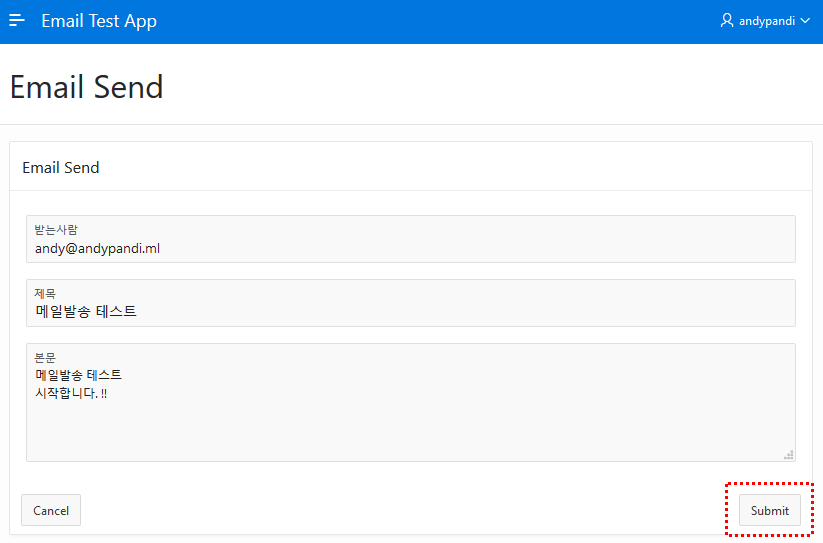 Email Test App
andypandi
Email Send
Email Send
받는사람
andy@andypandi.ml
제목
메일발송 테스트
본문
메일발송 테스트
시작합니다. !!
Cancel
Submit